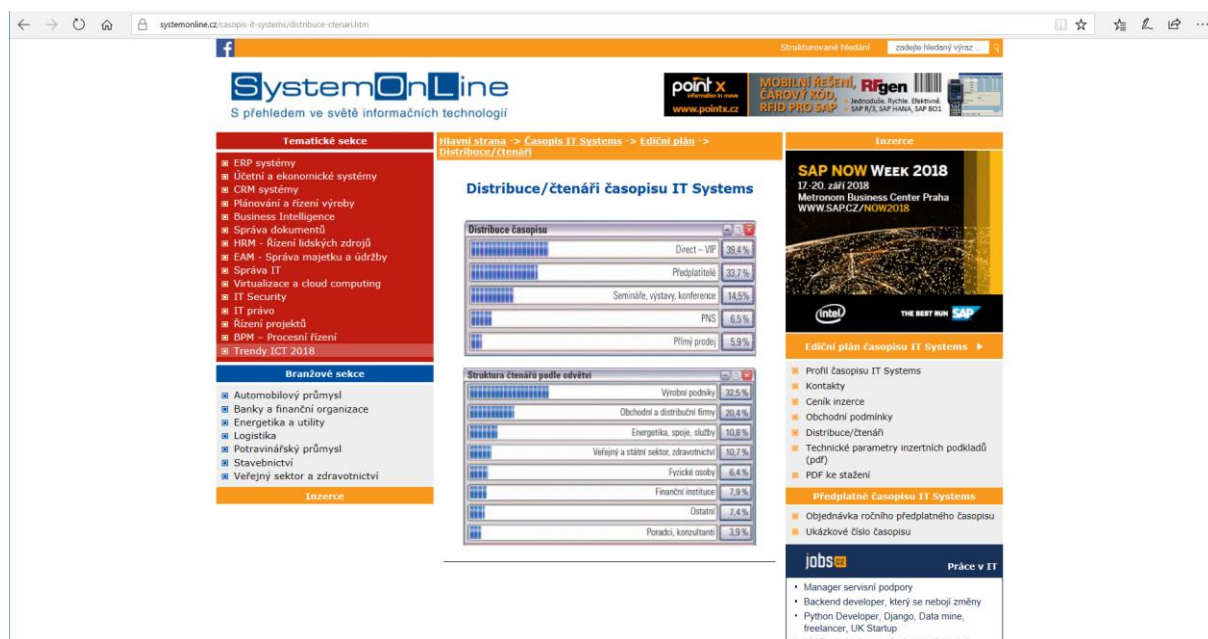 systemonline.cz/casopis-it-systems/distribuce-ctenari.htm
Strukturované hledání
zadejte hledaný výraz ...
SystemOnLine
S přehledem ve světě informačních technologií
point x
information in move
www.pointx.cz
MOBILNÍ ŘEŠENÍ,
ČÁROVÝ KÓD,
RFID PRO SAP
RFgen
Jednoduše. Rychle. Efektivně.
SAP R/3, SAP HANA, SAP BO1
Tematické sekce
ERP systémy
Účetní a ekonomické systémy
CRM systémy
Plánování a řízení výroby
Business Intelligence
Správa dokumentů
HRM - Řízení lidských zdrojů
EAM - Správa majetku a údržby
Správa IT
Virtualizace a cloud computing
IT Security
IT právo
Řízení projektů
BPM – Procesní řízení
Trendy ICT 2018
Branžové sekce
Automobilový průmysl
Banky a finanční organizace
Energetika a utility
Logistika
Potravinářský průmysl
Stavebnictví
Veřejný sektor a zdravotnictví
Inzerce
Hlavní strana -> Časopis IT Systems -> Ediční plán ->
Distribuce/čtenáři
Distribuce/čtenáři časopisu IT Systems
Distribuce časopisu
Direct – VIP 39,4 %
Předplatitelé 33,7 %
Semináře, výstavy, konference 14,5%
PNS 6,5 %
Přímý prodej 5,9 %
Struktura čtenářů podle odvětví
Výrobní podniky 32,5 %
Obchodní a distribuční firmy 20,4 %
Energetika, spoje, služby 10,8 %
Veřejný a státní sektor, zdravotnictví 10,7 %
Fyzické osoby 6,4 %
Finanční instituce 7,9 %
Ostatní 7,4 %
Poradci, konzultanti 3,9 %
Inzerce
SAP NOW WEEK 2018
17.-20. září 2018
Metronom Business Center Praha
WWW.SAP.CZ/NOW2018
intel
THE BEST RUN SAP
Ediční plán časopisu IT Systems
Profil časopisu IT Systems
Kontakty
Ceník inzerce
Obchodní podmínky
Distribuce/čtenáři
Technické parametry inzertních podkladů
(pdf)
PDF ke stažení
Předplatné časopisu IT Systems
Objednávka ročního předplatného časopisu
Ukázkové číslo časopisu
jobs cz
Práce v IT
Manager servisní podpory
Backend developer, který se nebojí změny
Python Developer, Django, Data mine,
freelancer, UK Startup